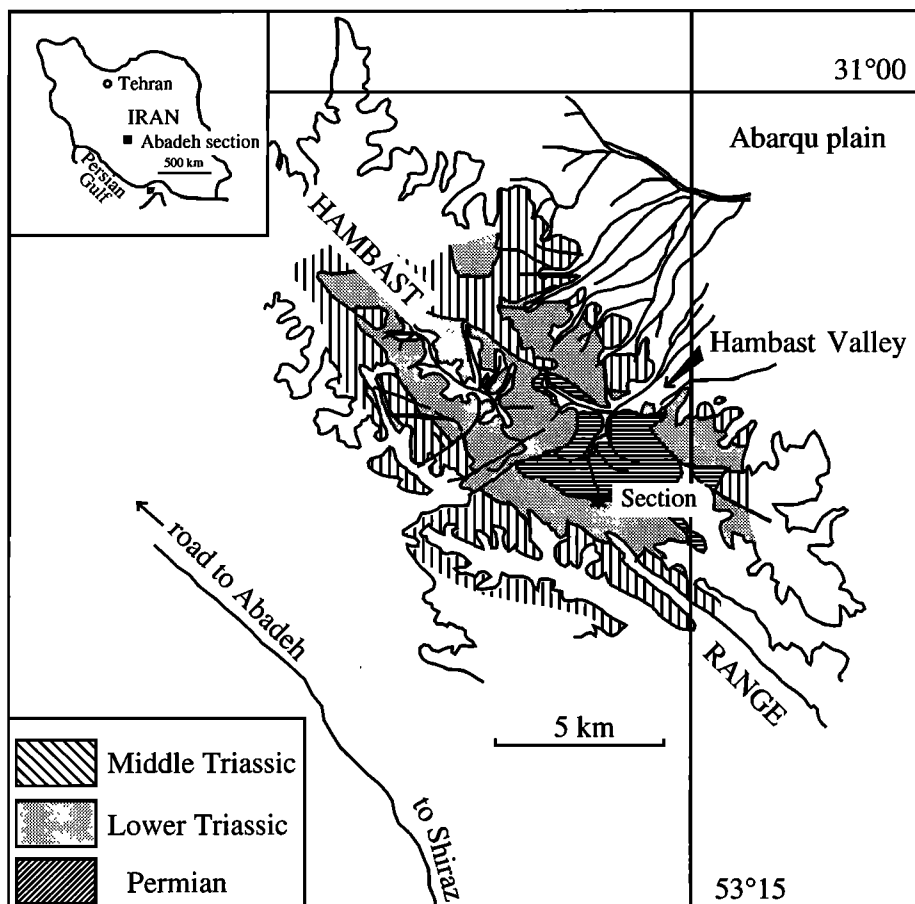 Tehran
IRAN
Abadeh section
500 km
Persian
Gulf
31°00
Abarqu plain
HAMBAST
Hambast Valley
Section
road to Abadeh
RANGE
5 km
to Shiraz
Middle Triassic
Lower Triassic
Permian
53°15